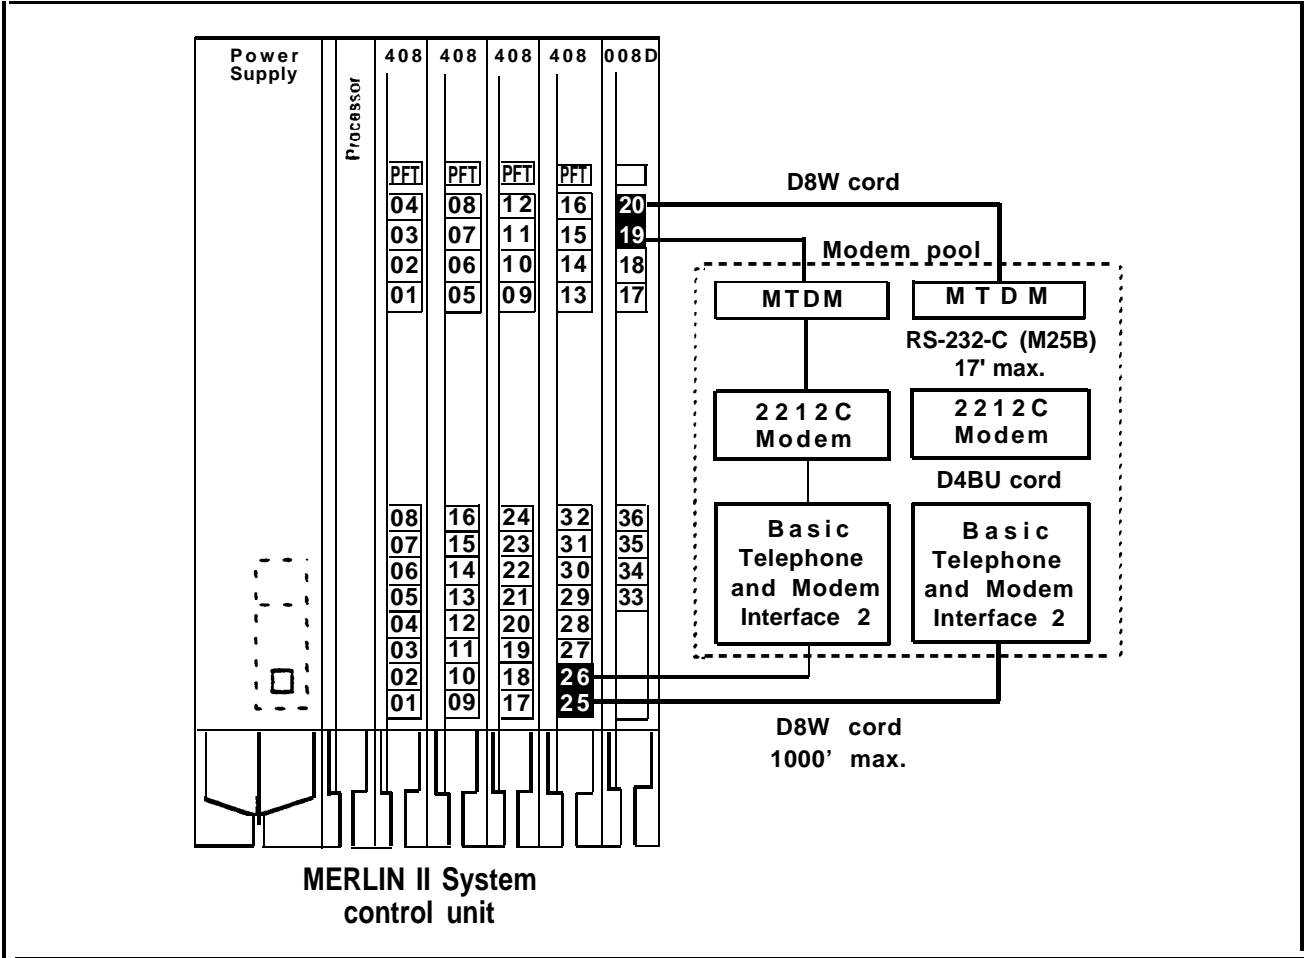 Power
Supply
Processor
408 408 408 408 008D
PFT PFT PFT PFT
04 08 12 16 20
03 07 11 15 19
02 06 10 14 18
01 05 09 13 17
D8W cord
Modem pool
MTDM MTDM
RS-232-C (M25B)
17' max.
2212C
Modem
2212C
Modem
D4BU cord
08 16 24 32 36
07 15 23 31 35
06 14 22 30 34
05 13 21 29 33
04 12 20 28
03 11 19 27
02 10 18 26
01 09 17 25
Basic
Telephone
and Modem
Interface 2
Basic
Telephone
and Modem
Interface 2
D8W cord
1000' max.
MERLIN II System
control unit